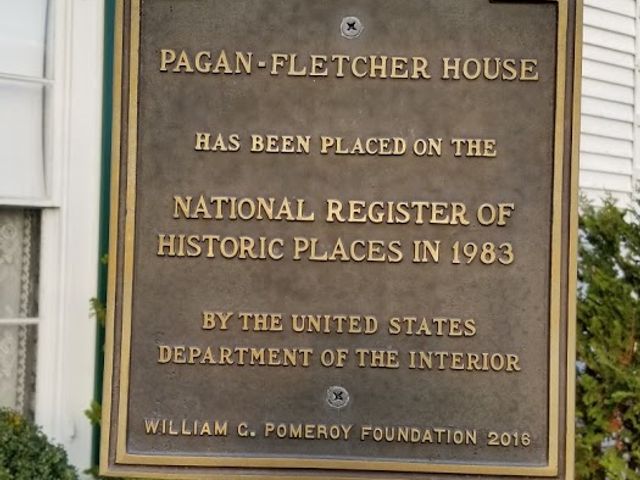 PAGAN-FLETCHER HOUSE
HAS BEEN PLACED ON THE
NATIONAL REGISTER OF
HISTORIC PLACES IN 1983
BY THE UNITED STATES
DEPARTMENT OF THE INTERIOR
WILLIAM G. POMEROY FOUNDATION 2016